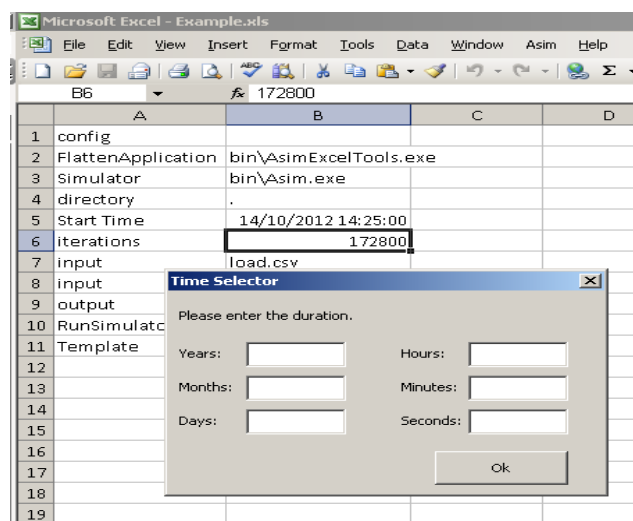 Microsoft Excel - Example.xls
File Edit View Insert Format Tools Data Window Asim Help
B6 fx 172800
A B C D
1 config
2 FlattenApplication bin\AsimExcelTools.exe
3 Simulator bin\Asim.exe
4 directory .
5 Start Time 14/10/2012 14:25:00
6 iterations 172800
7 input load.csv
8 input
Time Selector
9 output
Please enter the duration.
10 RunSimulato
11 Template
Years: Hours:
12
13
Months: Minutes:
14
Days: Seconds:
15
16
17
Ok
18
19